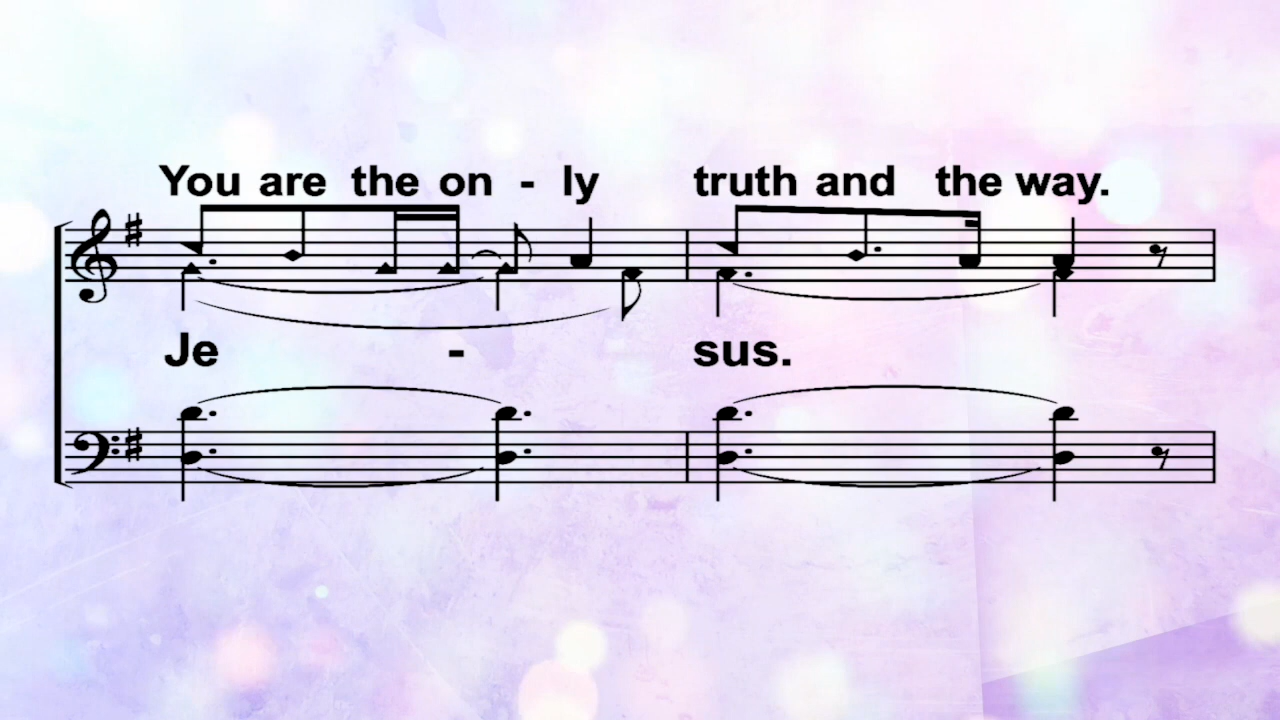 You are the on - ly truth and the way.
Je - sus.